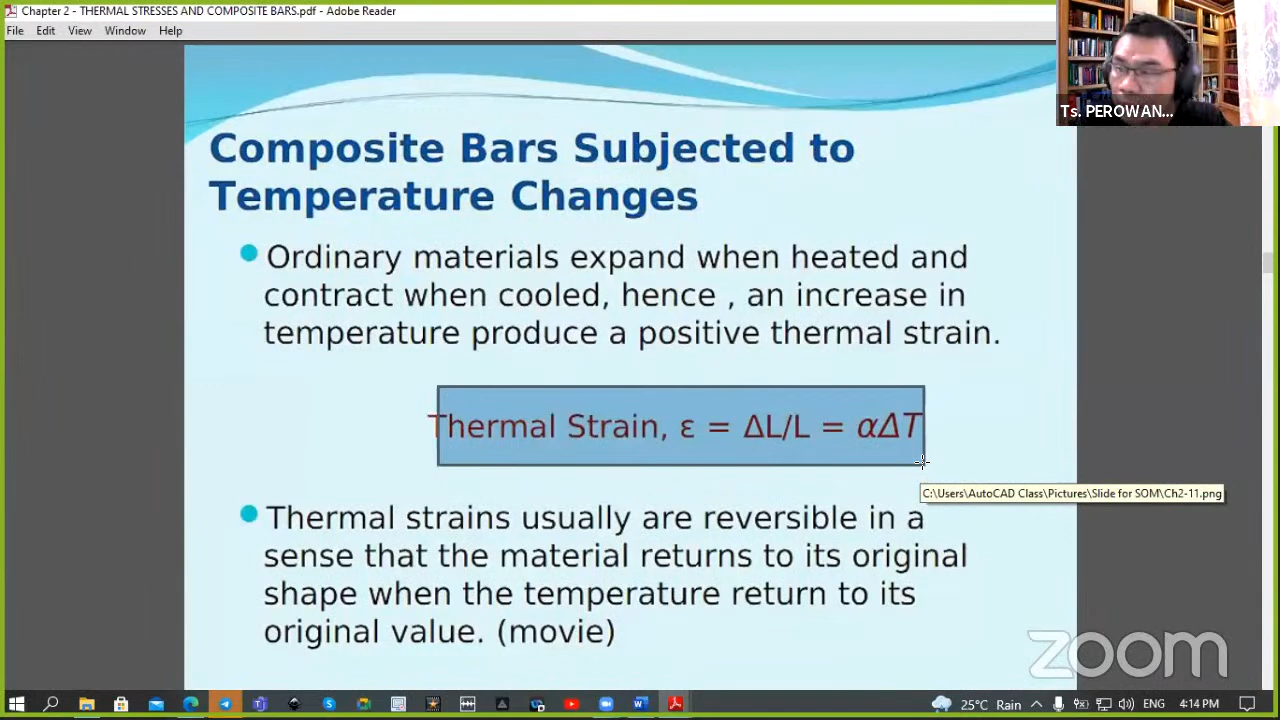 Chapter 2 - THERMAL STRESSES AND COMPOSITE BARS.pdf - Adobe Reader
File Edit View Window Help
Ts. PEROWAN...
Composite Bars Subjected to
Temperature Changes
Ordinary materials expand when heated and
contract when cooled, hence , an increase in
temperature produce a positive thermal strain.
Thermal Strain, ε = ΔL/L = αΔT
C:\Users\AutoCAD Class\Pictures\Slide for SOM\Ch2-11.png
Thermal strains usually are reversible in a
sense that the material returns to its original
shape when the temperature return to its
original value. (movie)
zoom
25°C Rain ENG 4:14 PM